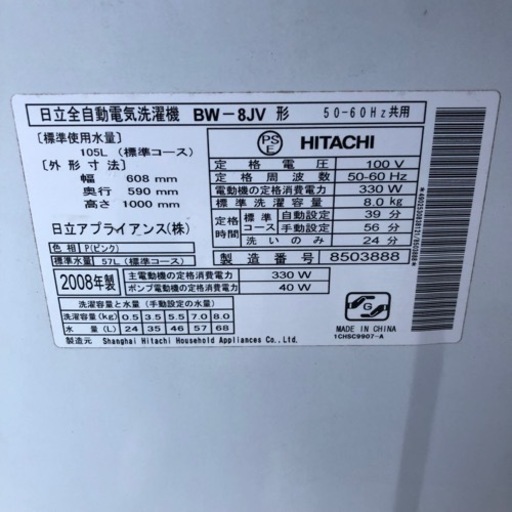 日立全自動電気洗濯機 BW-8JV 形 50-60Hz共用
〔標準使用水量〕
105L (標準コース)
〔外形寸法〕
幅 608 mm
奥行 590 mm
高さ 1000 mm
日立アプライアンス(株)
色相 P(ピンク)
標準水量 57L (標準コース)
PSE HITACHI
定格電圧 100 V
定格周波数 50-60 Hz
電動機の定格消費電力 330 W
標準洗濯容量 8.0 kg
定格時間 標準コース 自動設定 39 分
手動設定 56 分
洗いのみ 24 分
製造番号 8503888
2008年製
主電動機の定格消費電力 330 W
ポンプ電動機の定格消費電力 40 W
洗濯容量と水量 (手動設定の水量)
洗濯容量(kg) 0.5 3.5 5.5 7.0 8.0
水量(L) 24 35 46 57 68
製造元: Shanghai Hitachi Household Appliances Co.,Ltd.
G
MADE IN CHINA
1CHSC9907-A